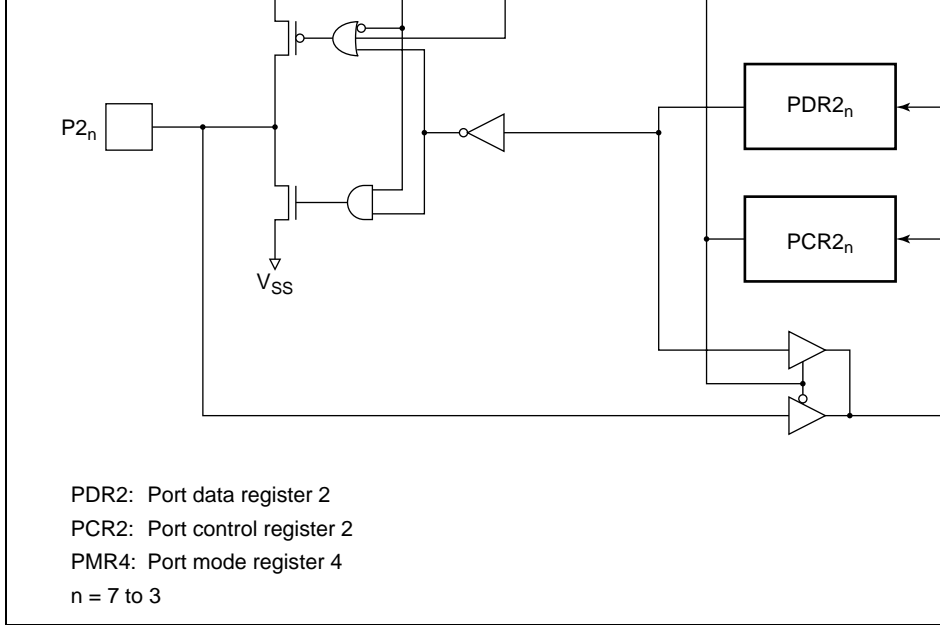 PDR2n
P2n
PCR2n
VSS
PDR2: Port data register 2
PCR2: Port control register 2
PMR4: Port mode register 4
n = 7 to 3